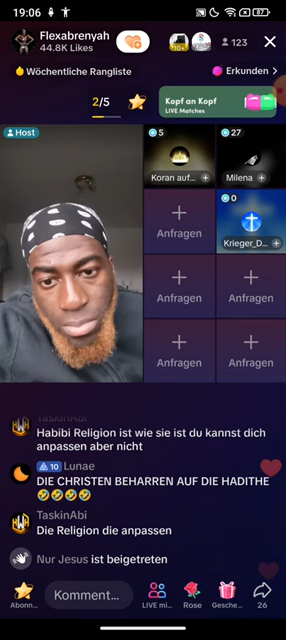 19:06
87
Flexabrenyah
44.8K Likes
10+
123
Wöchentliche Rangliste
Erkunden
2/5
Kopf an Kopf
LIVE Matches
Host
5
27
Koran auf...
Milena
0
Anfragen
Krieger_D...
Anfragen
Anfragen
Anfragen
Anfragen
TaskinAbi
Habibi Religion ist wie sie ist du kannst dich
anpassen aber nicht
10 Lunae
DIE CHRISTEN BEHARREN AUF DIE HADITHE
🤣🤣🤣🤣
TaskinAbi
Die Religion die anpassen
Nur Jesus ist beigetreten
Kommentar...
Abonn...
LIVE mi...
Rose
Gesche...
26